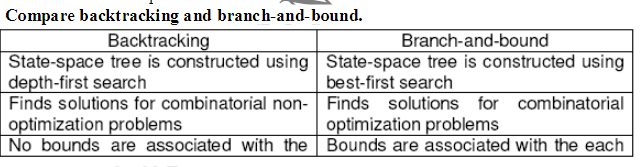 Compare backtracking and branch-and-bound.
Backtracking
Branch-and-bound
State-space tree is constructed using
depth-first search
State-space tree is constructed using
best-first search
Finds solutions for combinatorial non-
optimization problems
Finds solutions for combinatorial
optimization problems
No bounds are associated with the
Bounds are associated with the each